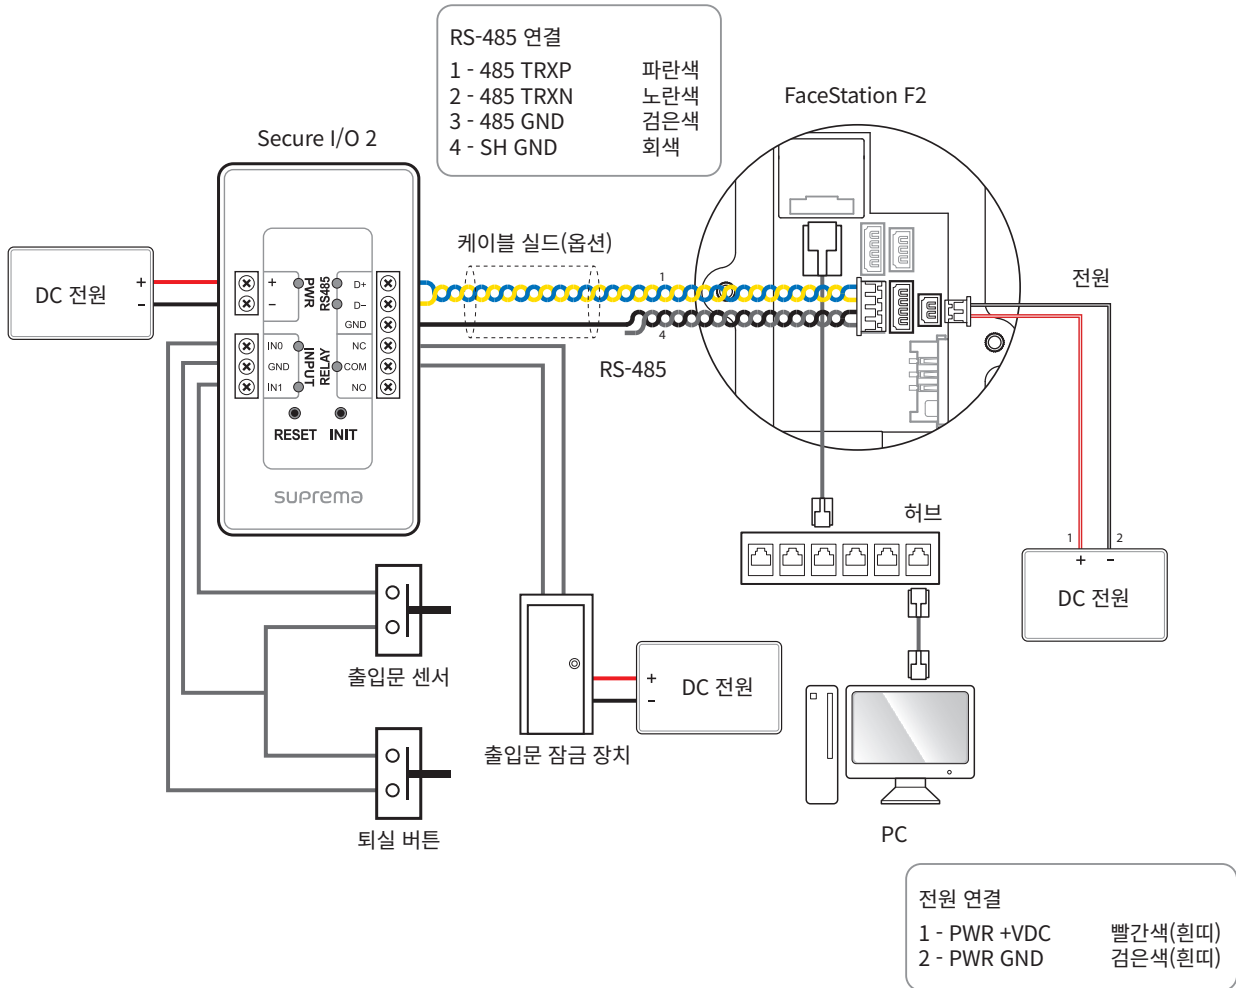 RS-485 연결
1 - 485 TRXP 파란색
2 - 485 TRXN 노란색
3 - 485 GND 검은색
4 - SH GND 회색
FaceStation F2
Secure I/O 2
케이블 실드(옵션)
전원
DC 전원
+
-
+
-
PWR
RS485
D+
D-
GND
IN0
GND
IN1
INPUT
RELAY
NC
COM
NO
RESET INIT
suprema
1
4
RS-485
허브
1
2
+
-
DC 전원
출입문 센서
+
-
DC 전원
출입문 잠금 장치
퇴실 버튼
PC
전원 연결
1 - PWR +VDC 빨간색(흰띠)
2 - PWR GND 검은색(흰띠)